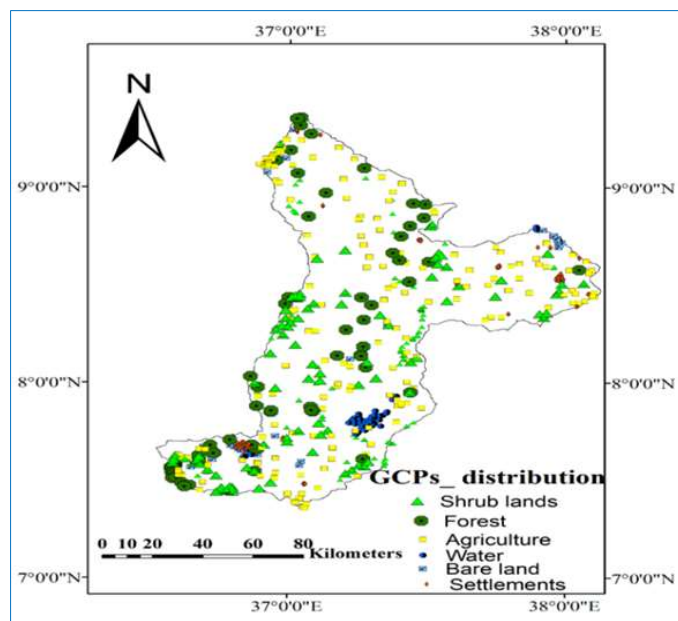 37°0'0"E 38°0'0"E
N
9°0'0"N 9°0'0"N
8°0'0"N 8°0'0"N
GCPs_ distribution
Shrub lands
Forest
Agriculture
Water
Bare land
Settlements
0 10 20 40 60 80 Kilometers
7°0'0"N 7°0'0"N
37°0'0"E 38°0'0"E